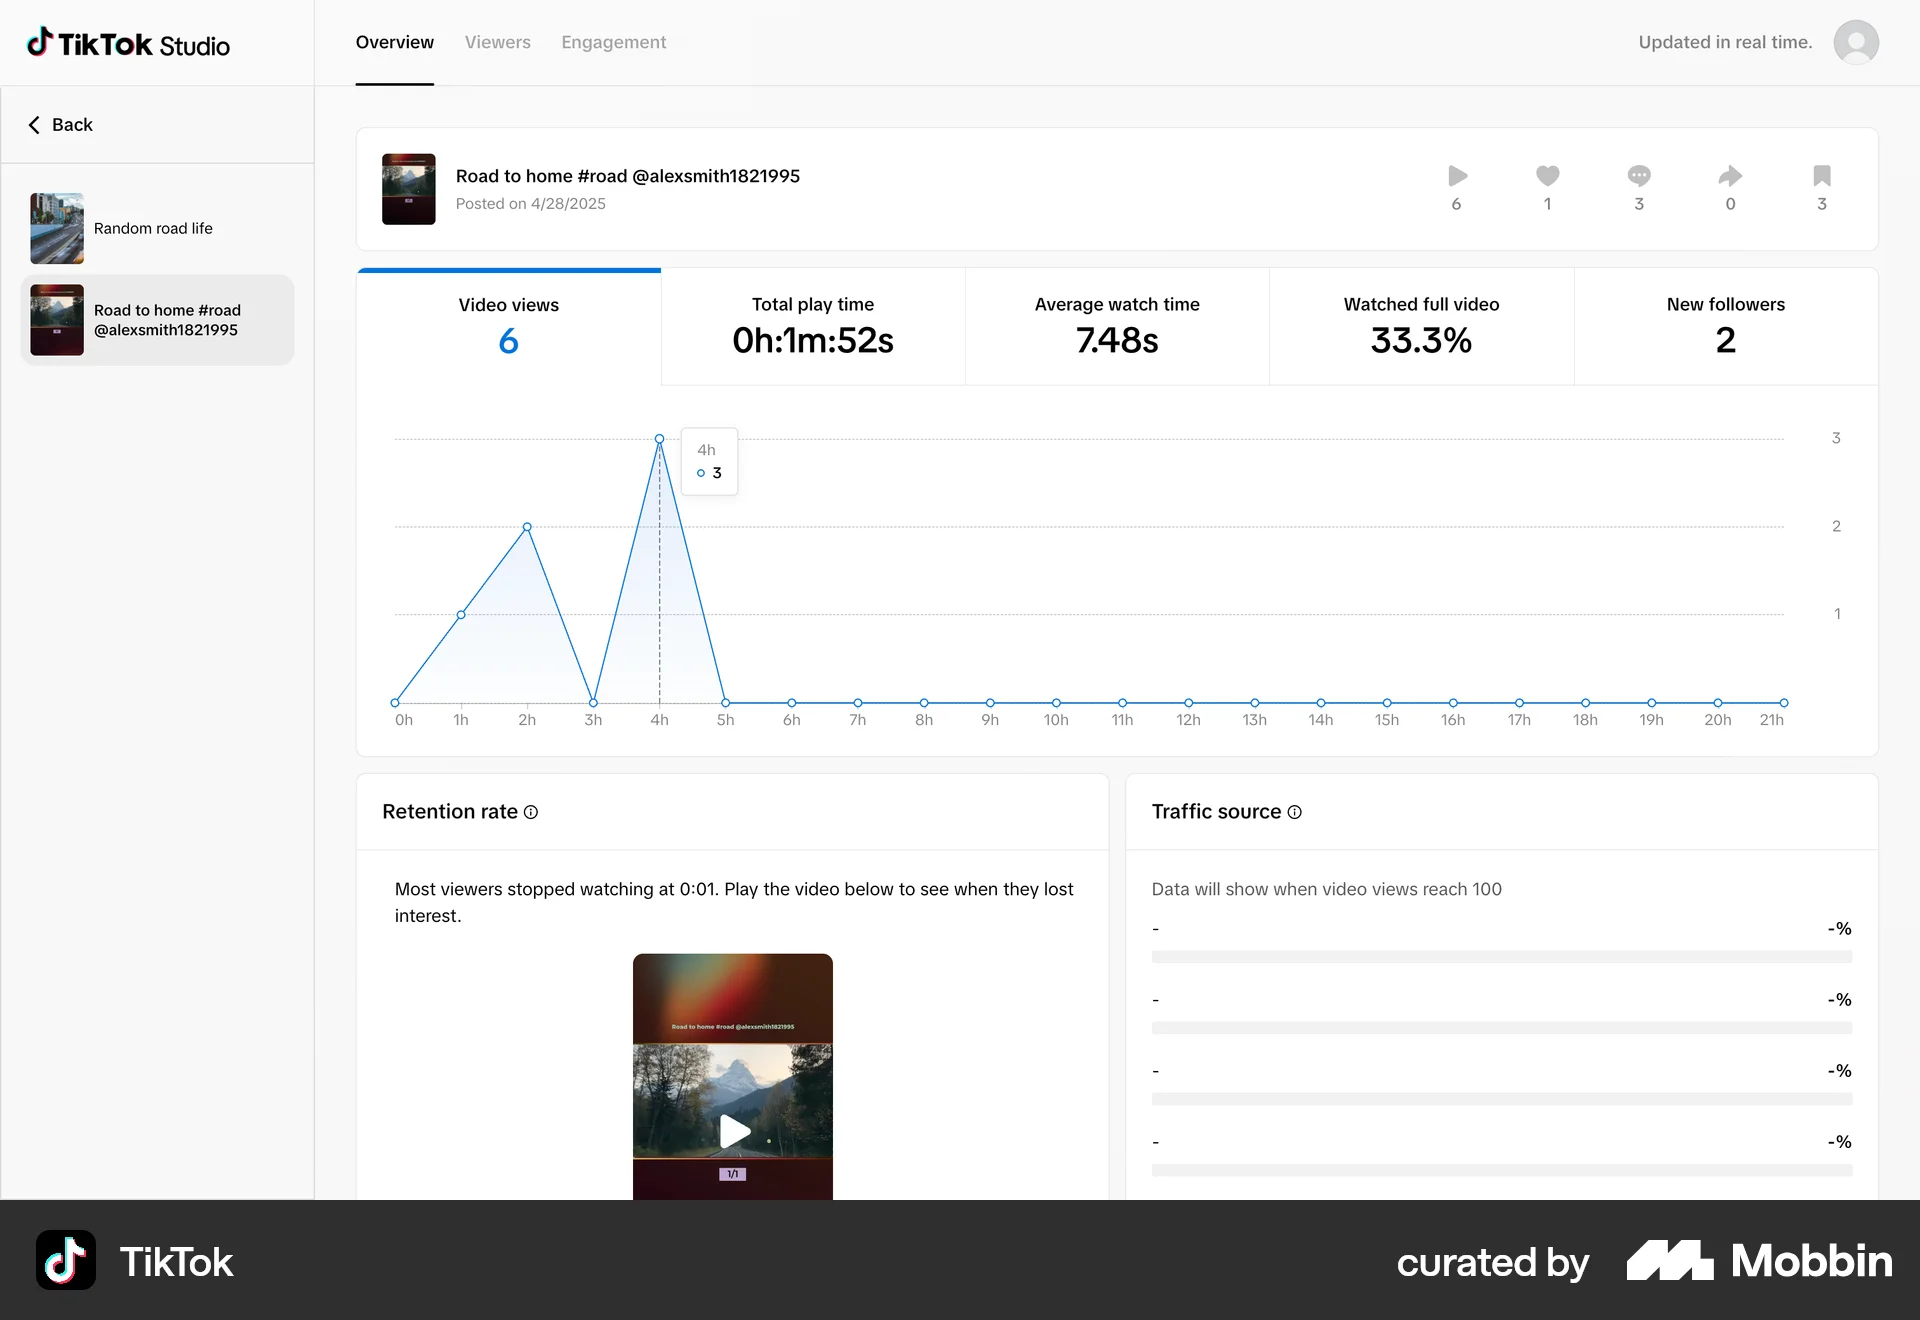 TikTok Studio
Overview
Viewers
Engagement
Updated in real time.
Back
Random road life
Road to home #road
@alexsmith1821995
Road to home #road @alexsmith1821995
Posted on 4/28/2025
6
1
3
0
3
Video views
6
Total play time
0h:1m:52s
Average watch time
7.48s
Watched full video
33.3%
New followers
2
4h
3
3
2
1
0h
1h
2h
3h
4h
5h
6h
7h
8h
9h
10h
11h
12h
13h
14h
15h
16h
17h
18h
19h
20h
21h
Retention rate
Most viewers stopped watching at 0:01. Play the video below to see when they lost
interest.
Road to home #road @alexsmith1821995
1/1
Traffic source
Data will show when video views reach 100
- -%
- -%
- -%
- -%
TikTok
curated by Mobbin